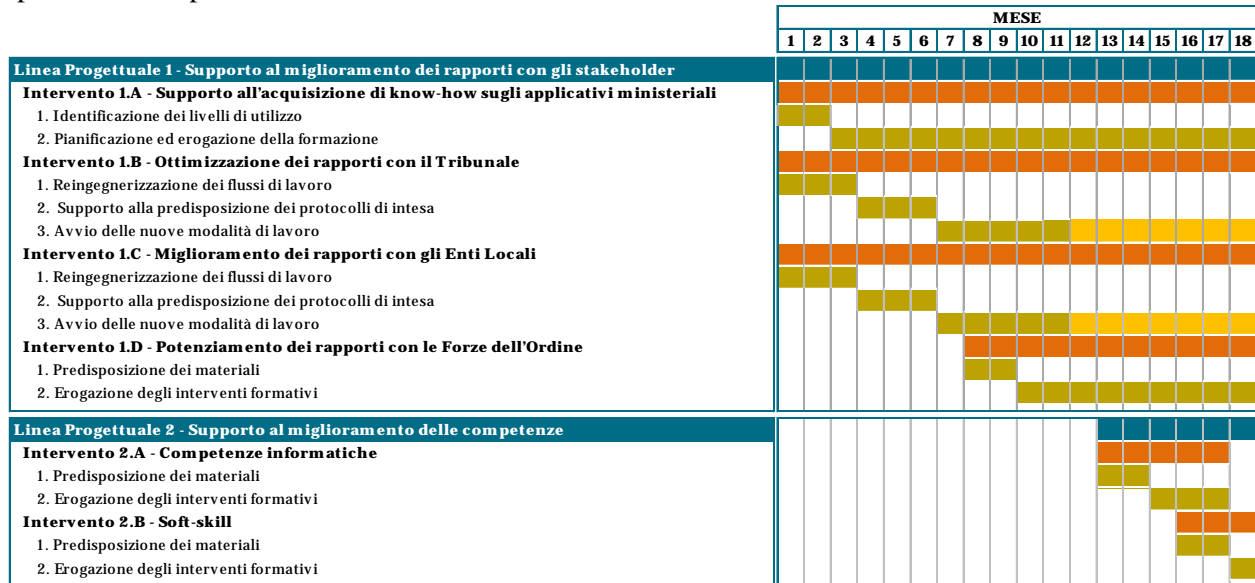 MESE
1 2 3 4 5 6 7 8 9 10 11 12 13 14 15 16 17 18
Linea Progettuale 1 - Supporto al miglioramento dei rapporti con gli stakeholder
Intervento 1.A - Supporto all'acquisizione di know-how sugli applicativi ministeriali
1. Identificazione dei livelli di utilizzo
2. Pianificazione ed erogazione della formazione
Intervento 1.B - Ottimizzazione dei rapporti con il Tribunale
1. Reingegnerizzazione dei flussi di lavoro
2. Supporto alla predisposizione dei protocolli di intesa
3. Avvio delle nuove modalità di lavoro
Intervento 1.C - Miglioramento dei rapporti con gli Enti Locali
1. Reingegnerizzazione dei flussi di lavoro
2. Supporto alla predisposizione dei protocolli di intesa
3. Avvio delle nuove modalità di lavoro
Intervento 1.D - Potenziamento dei rapporti con le Forze dell'Ordine
1. Predisposizione dei materiali
2. Erogazione degli interventi formativi
Linea Progettuale 2 - Supporto al miglioramento delle competenze
Intervento 2.A - Competenze informatiche
1. Predisposizione dei materiali
2. Erogazione degli interventi formativi
Intervento 2.B - Soft-skill
1. Predisposizione dei materiali
2. Erogazione degli interventi formativi